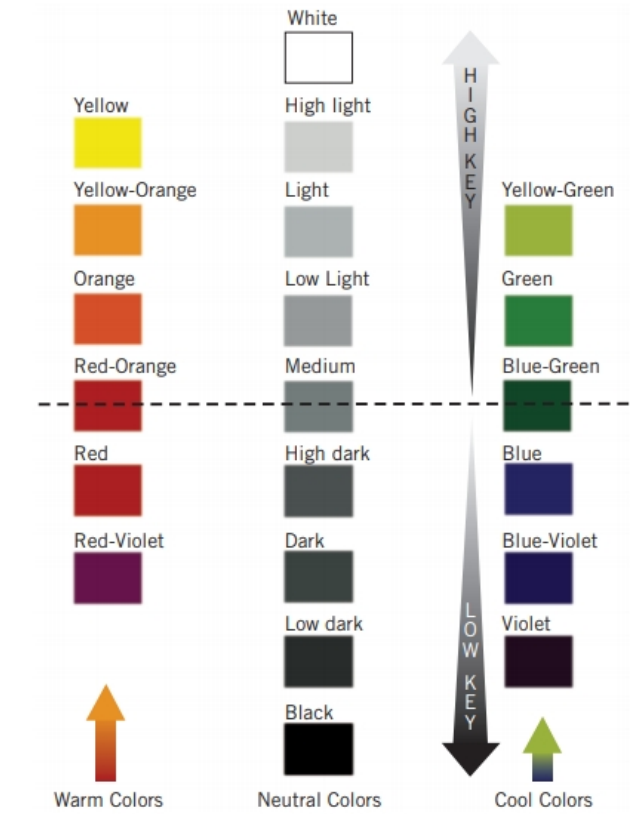 White
Yellow
High light
Yellow-Orange
Light
Yellow-Green
Orange
Low Light
Green
Red-Orange
Medium
Blue-Green
Red
High dark
Blue
Red-Violet
Dark
Blue-Violet
Low dark
Violet
Black
HIGH KEY
LOW KEY
Warm Colors
Neutral Colors
Cool Colors